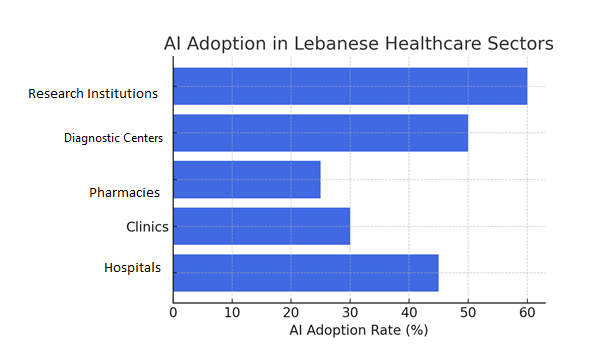 AI Adoption in Lebanese Healthcare Sectors
Research Institutions
Diagnostic Centers
Pharmacies
Clinics
Hospitals
0 10 20 30 40 50 60
AI Adoption Rate (%)